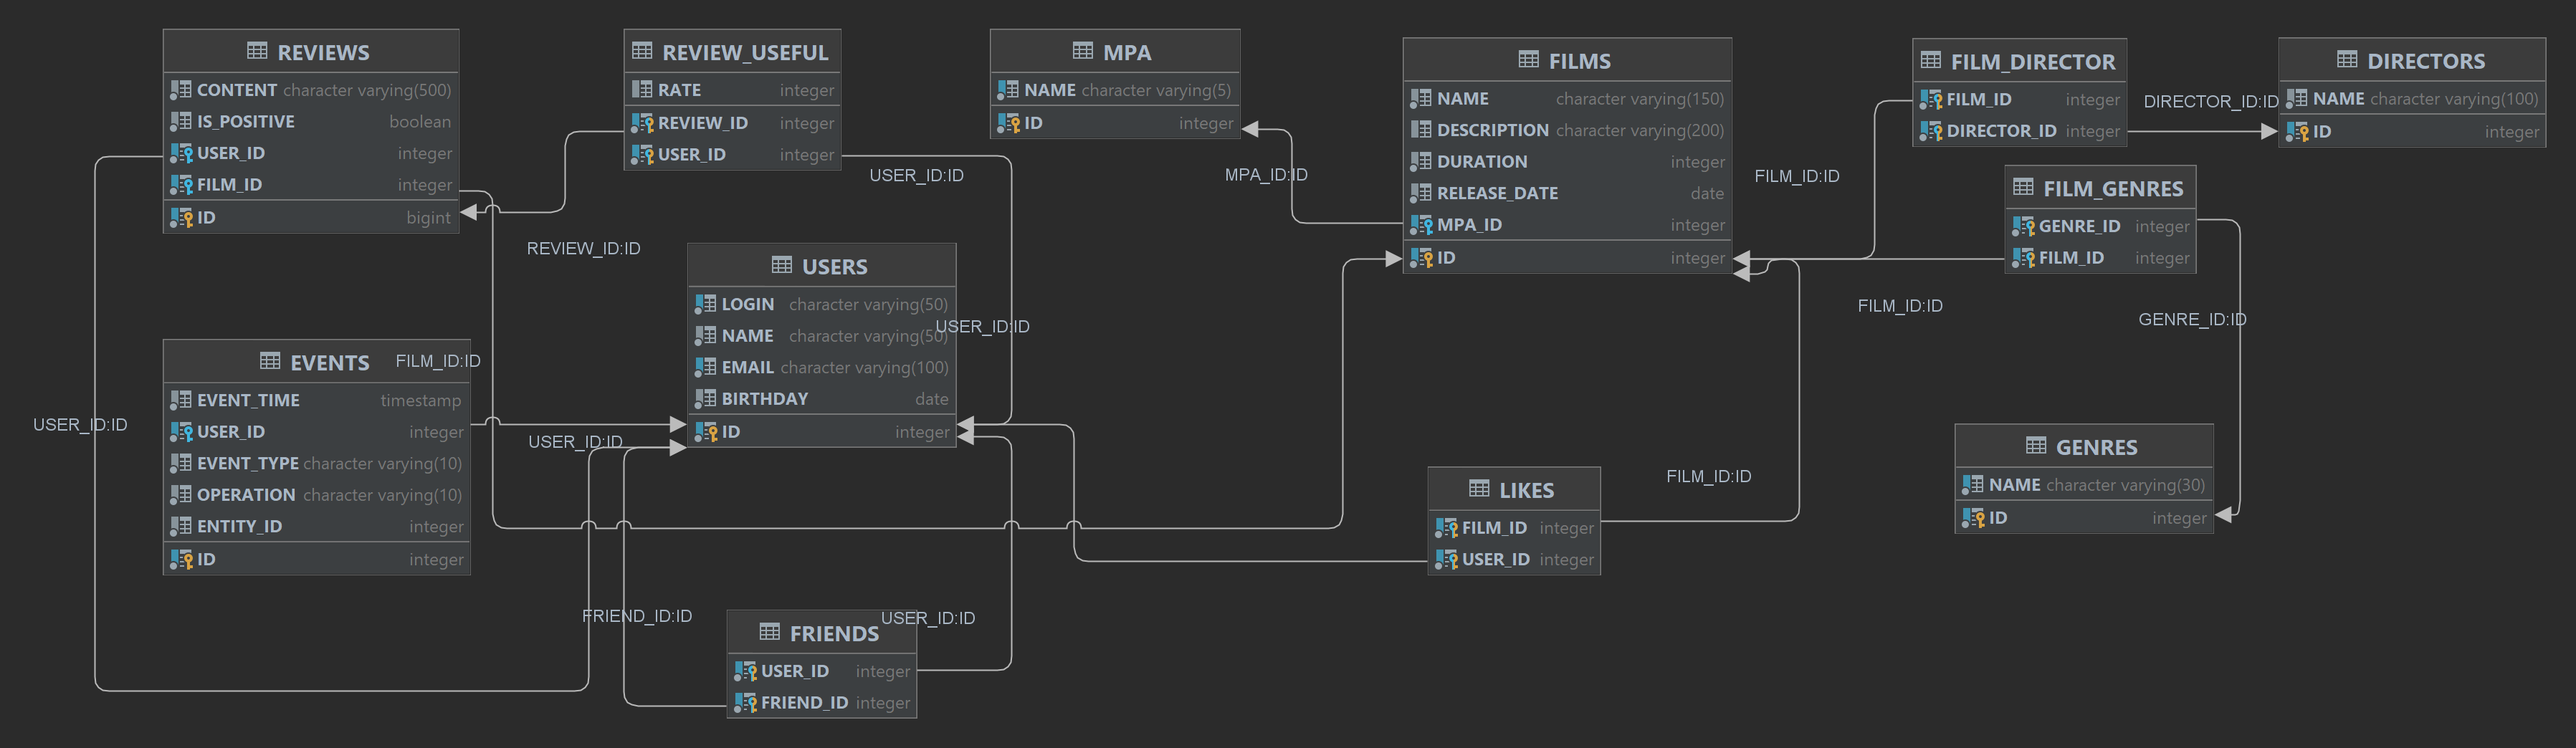 REVIEWS
CONTENT character varying(500)
IS_POSITIVE boolean
USER_ID integer
FILM_ID integer
ID bigint
REVIEW_USEFUL
RATE integer
REVIEW_ID integer
USER_ID integer
MPA
NAME character varying(5)
ID integer
FILMS
NAME character varying(150)
DESCRIPTION character varying(200)
DURATION integer
RELEASE_DATE date
MPA_ID integer
ID integer
FILM_DIRECTOR
FILM_ID integer
DIRECTOR_ID integer
DIRECTOR_ID:ID
DIRECTORS
NAME character varying(100)
ID integer
USER_ID:ID
MPA_ID:ID
FILM_ID:ID
FILM_GENRES
GENRE_ID integer
FILM_ID integer
REVIEW_ID:ID
USERS
LOGIN character varying(50)
NAME character varying(50)
EMAIL character varying(100)
BIRTHDAY date
ID integer
USER_ID:ID
FILM_ID:ID
GENRE_ID:ID
EVENTS
FILM_ID:ID
EVENT_TIME timestamp
USER_ID integer
EVENT_TYPE character varying(10)
OPERATION character varying(10)
ENTITY_ID integer
ID integer
USER_ID:ID
USER_ID:ID
GENRES
NAME character varying(30)
ID integer
LIKES
FILM_ID integer
USER_ID integer
FILM_ID:ID
FRIEND_ID:ID
USER_ID:ID
FRIENDS
USER_ID integer
FRIEND_ID integer